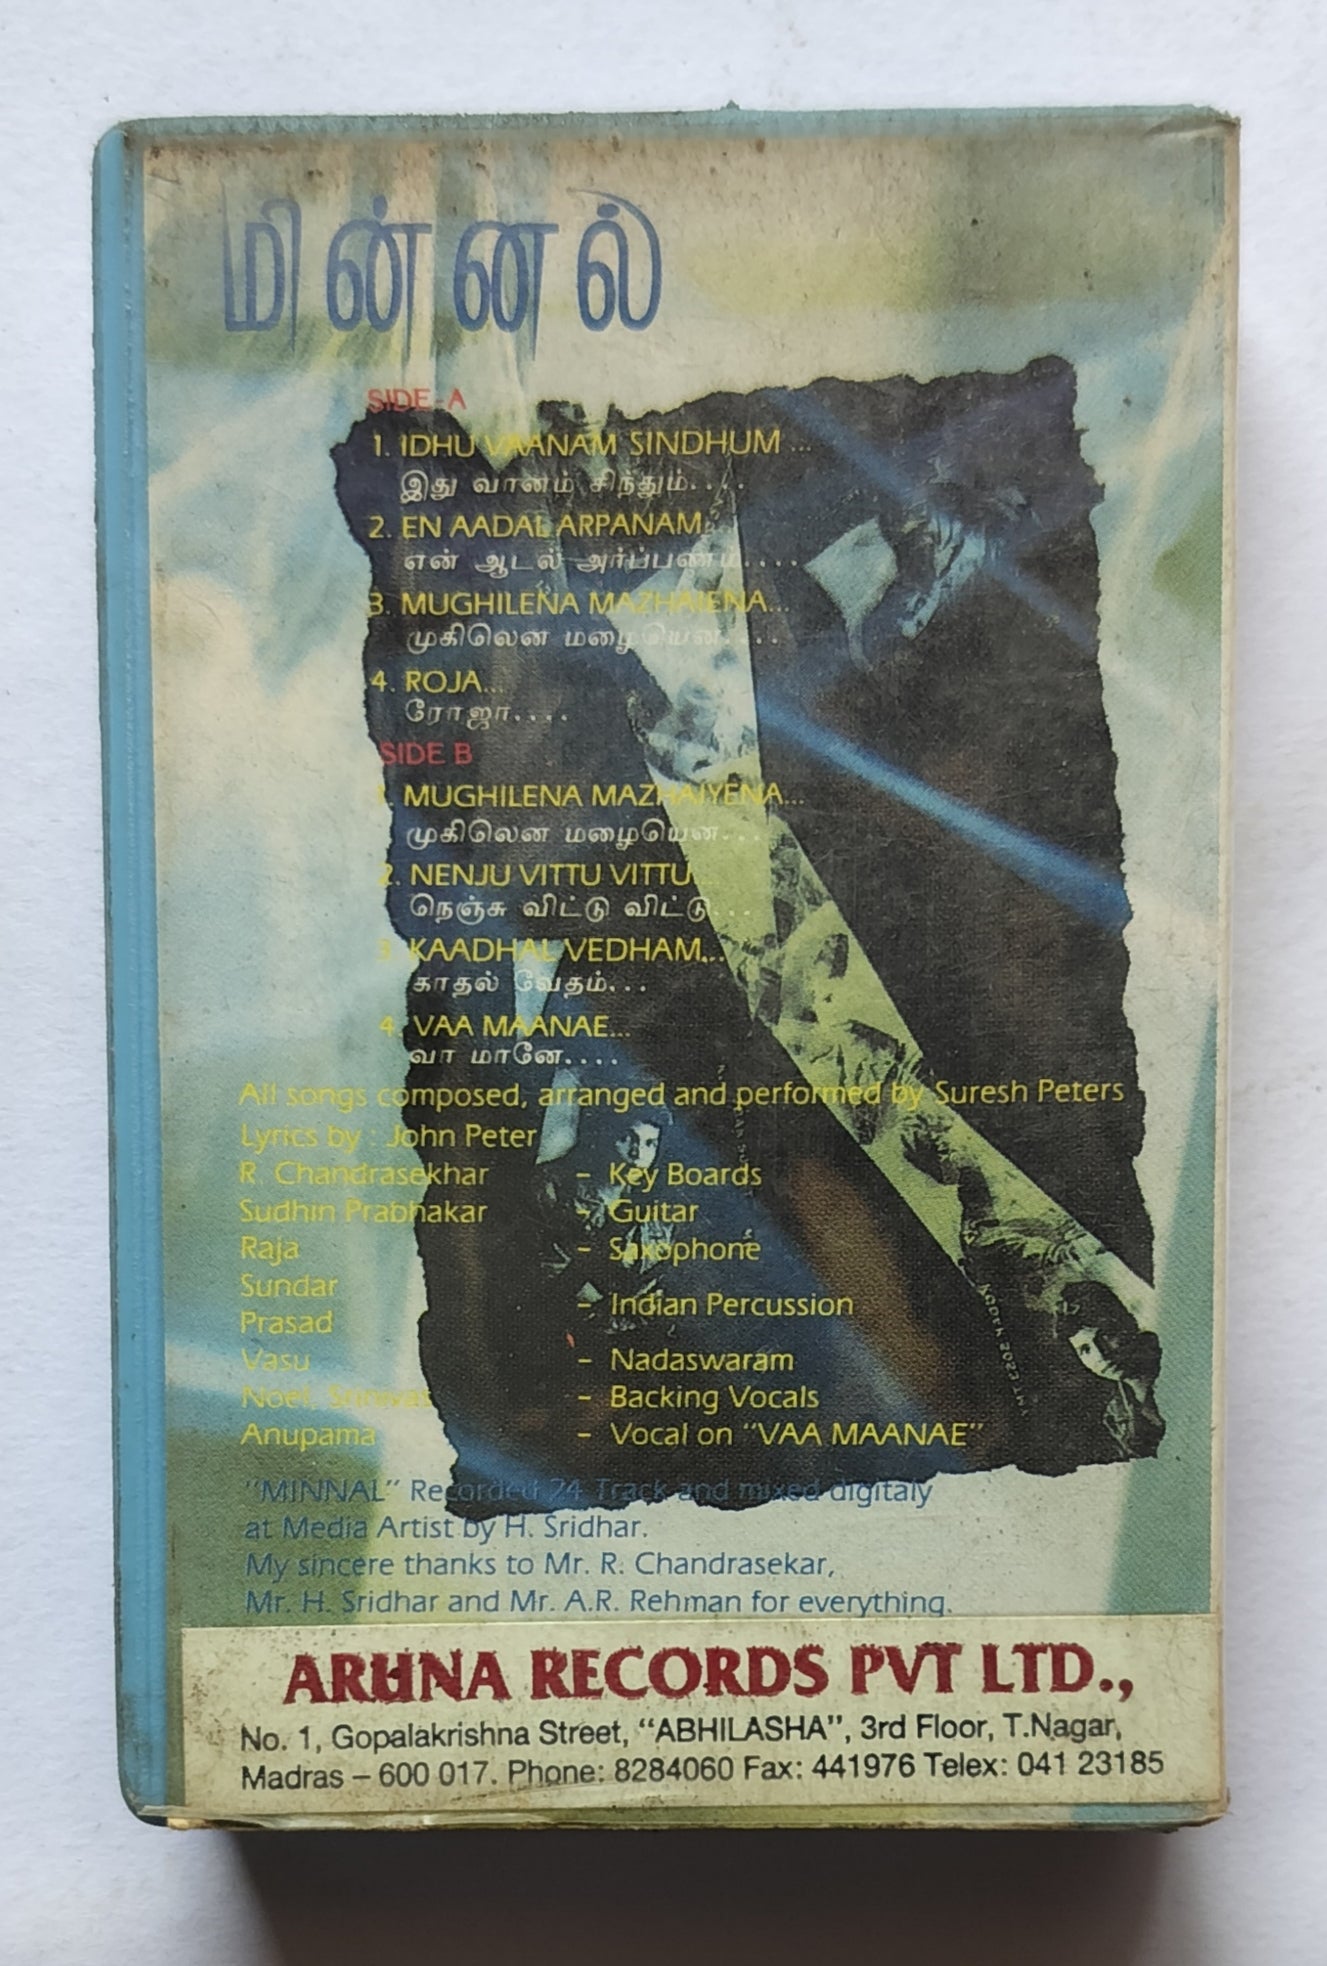 மின்னல்
SIDE-A
1. IDHU VAANAM SINDHUM ...
இது வானம் சிந்தும்....
2. EN AADAL ARPANAM
என் ஆடல் அர்ப்பணம்....
3. MUGHILENA MAZHAIENA...
முகிலென மழையென....
4. ROJA...
ரோஜா....
SIDE B
1. MUGHILENA MAZHAIYENA...
முகிலென மழையென...
2. NENJU VITTU VITTU...
நெஞ்சு விட்டு விட்டு...
3. KAADHAL VEDHAM...
காதல் வேதம்...
4. VAA MAANAE...
வா மானே....
All songs composed, arranged and performed by Suresh Peters
Lyrics by : John Peter
R. Chandrasekhar – Key Boards
Sudhin Prabhakar – Guitar
Raja – Saxophone
Sundar
Prasad – Indian Percussion
Vasu – Nadaswaram
Noel, Srinivas – Backing Vocals
Anupama – Vocal on "VAA MAANAE"
"MINNAL" Recorded 24 Track and mixed digitaly
at Media Artist by H. Sridhar.
My sincere thanks to Mr. R. Chandrasekar,
Mr. H. Sridhar and Mr. A.R. Rehman for everything.
ARUNA RECORDS PVT LTD.,
No. 1, Gopalakrishna Street, "ABHILASHA", 3rd Floor, T.Nagar,
Madras – 600 017. Phone: 8284060 Fax: 441976 Telex: 041 23185